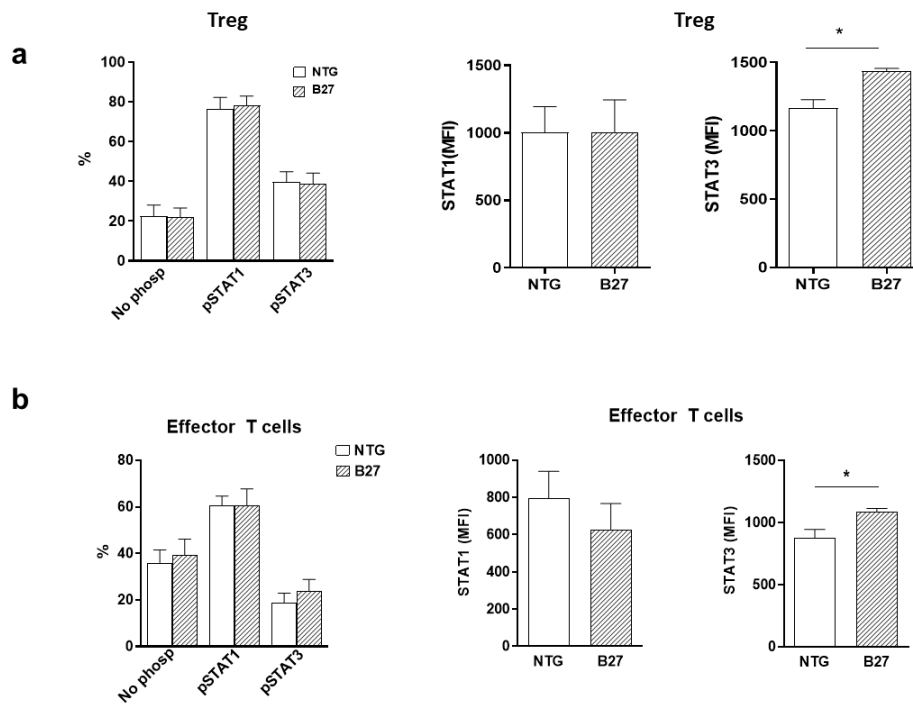 Treg
Treg
a
100
80
60
40
20
0
%
NTG
B27
No phosp
pSTAT1
pSTAT3
1500
1000
500
0
STAT1(MFI)
NTG
B27
*
1500
1000
500
0
STAT3 (MFI)
NTG
B27
b
Effector T cells
80
60
40
20
0
%
NTG
B27
No phosp
pSTAT1
pSTAT3
Effector T cells
1000
800
600
400
200
0
STAT1 (MFI)
NTG
B27
*
1500
1000
500
0
STAT3 (MFI)
NTG
B27